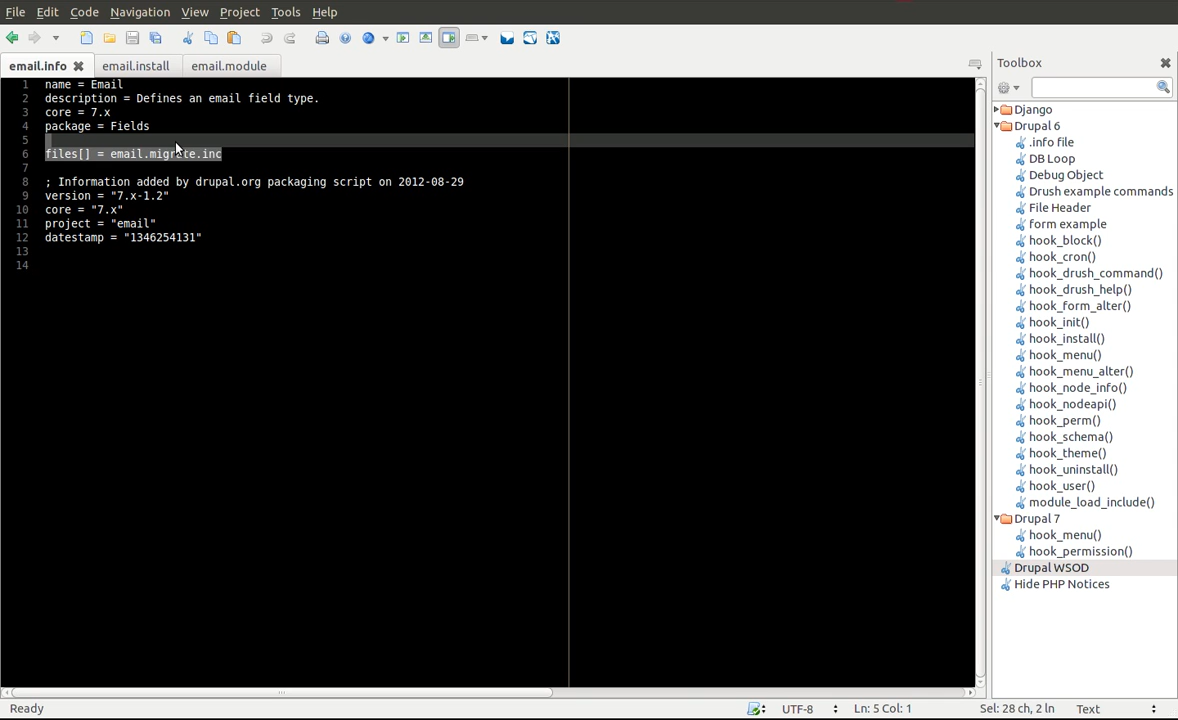 File Edit Code Navigation View Project Tools Help
email.info email.install email.module
Toolbox
1 name = Email
2 description = Defines an email field type.
3 core = 7.x
4 package = Fields
5
6 files[] = email.migrate.inc
7
8 ; Information added by drupal.org packaging script on 2012-08-29
9 version = "7.x-1.2"
10 core = "7.x"
11 project = "email"
12 datestamp = "1346254131"
13
14
Django
Drupal 6
.info file
DB Loop
Debug Object
Drush example commands
File Header
form example
hook_block()
hook_cron()
hook_drush_command()
hook_drush_help()
hook_form_alter()
hook_init()
hook_install()
hook_menu()
hook_menu_alter()
hook_node_info()
hook_nodeapi()
hook_perm()
hook_schema()
hook_theme()
hook_uninstall()
hook_user()
module_load_include()
Drupal 7
hook_menu()
hook_permission()
Drupal WSOD
Hide PHP Notices
Ready UTF-8 Ln: 5 Col: 1 Sel: 28 ch, 2 ln Text